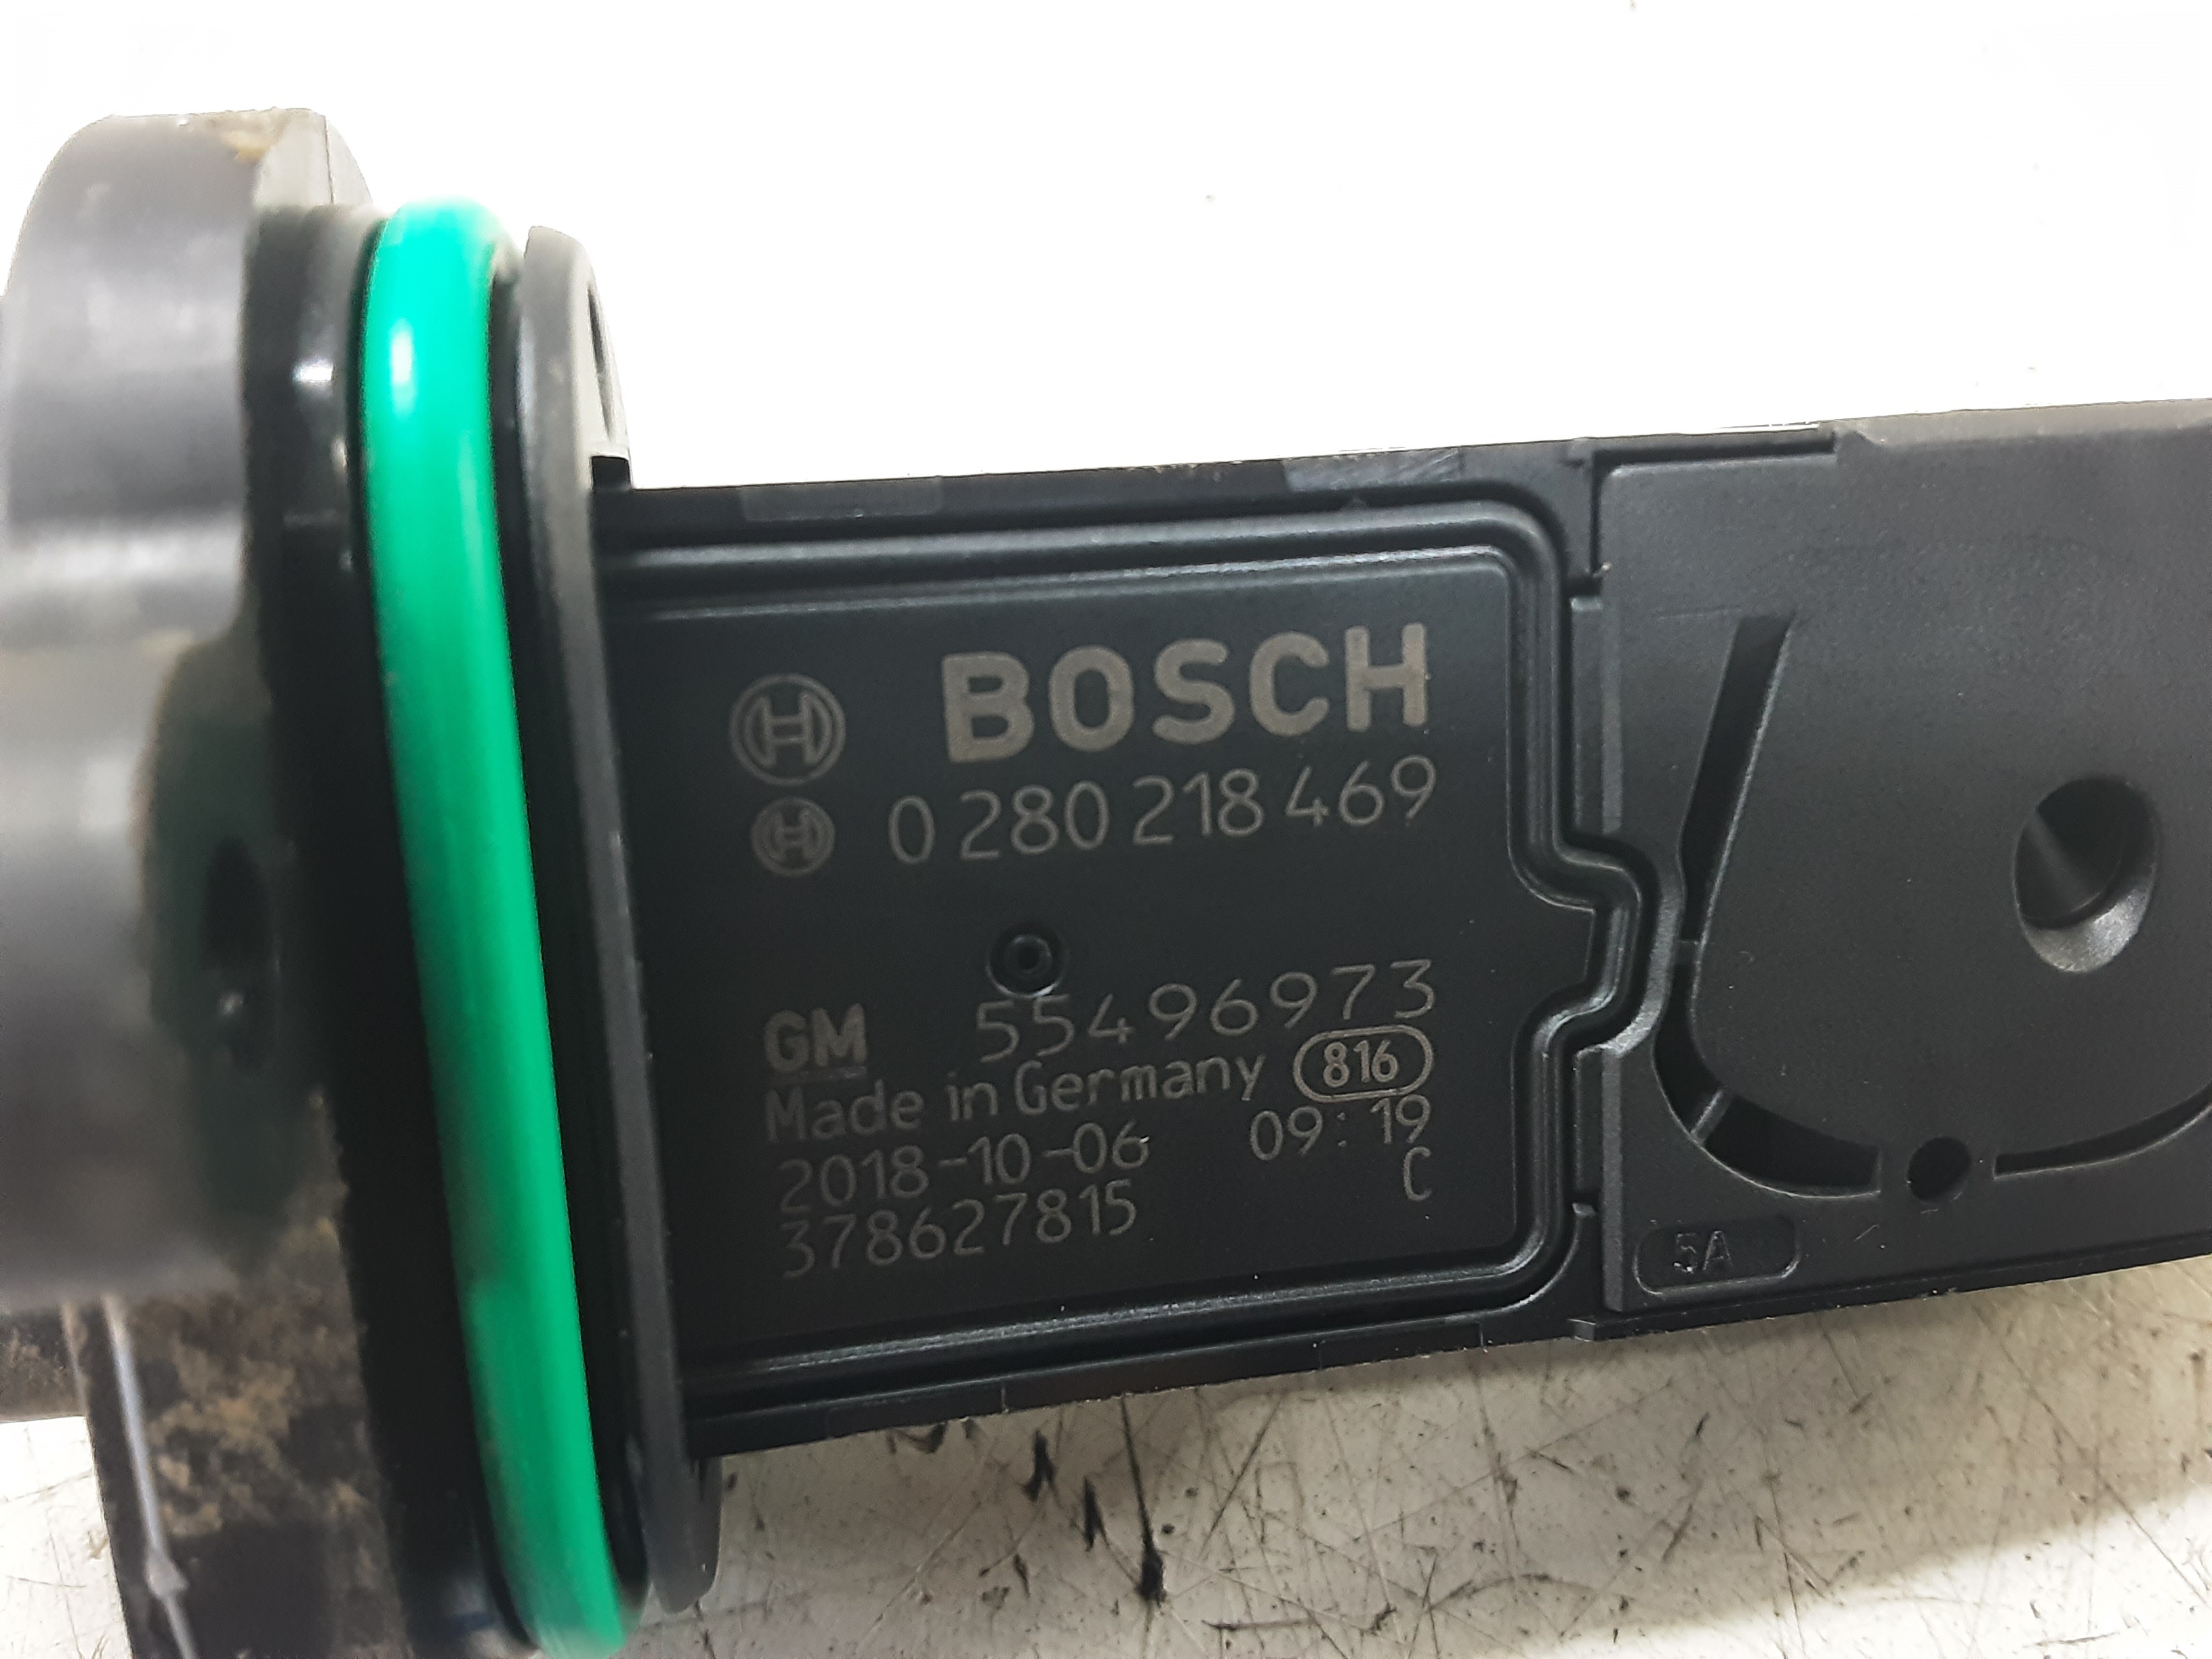 BOSCH
0 280 218 469
GM 55496973
Made in Germany 816
2018-10-06 09:19
378627815 C
5A